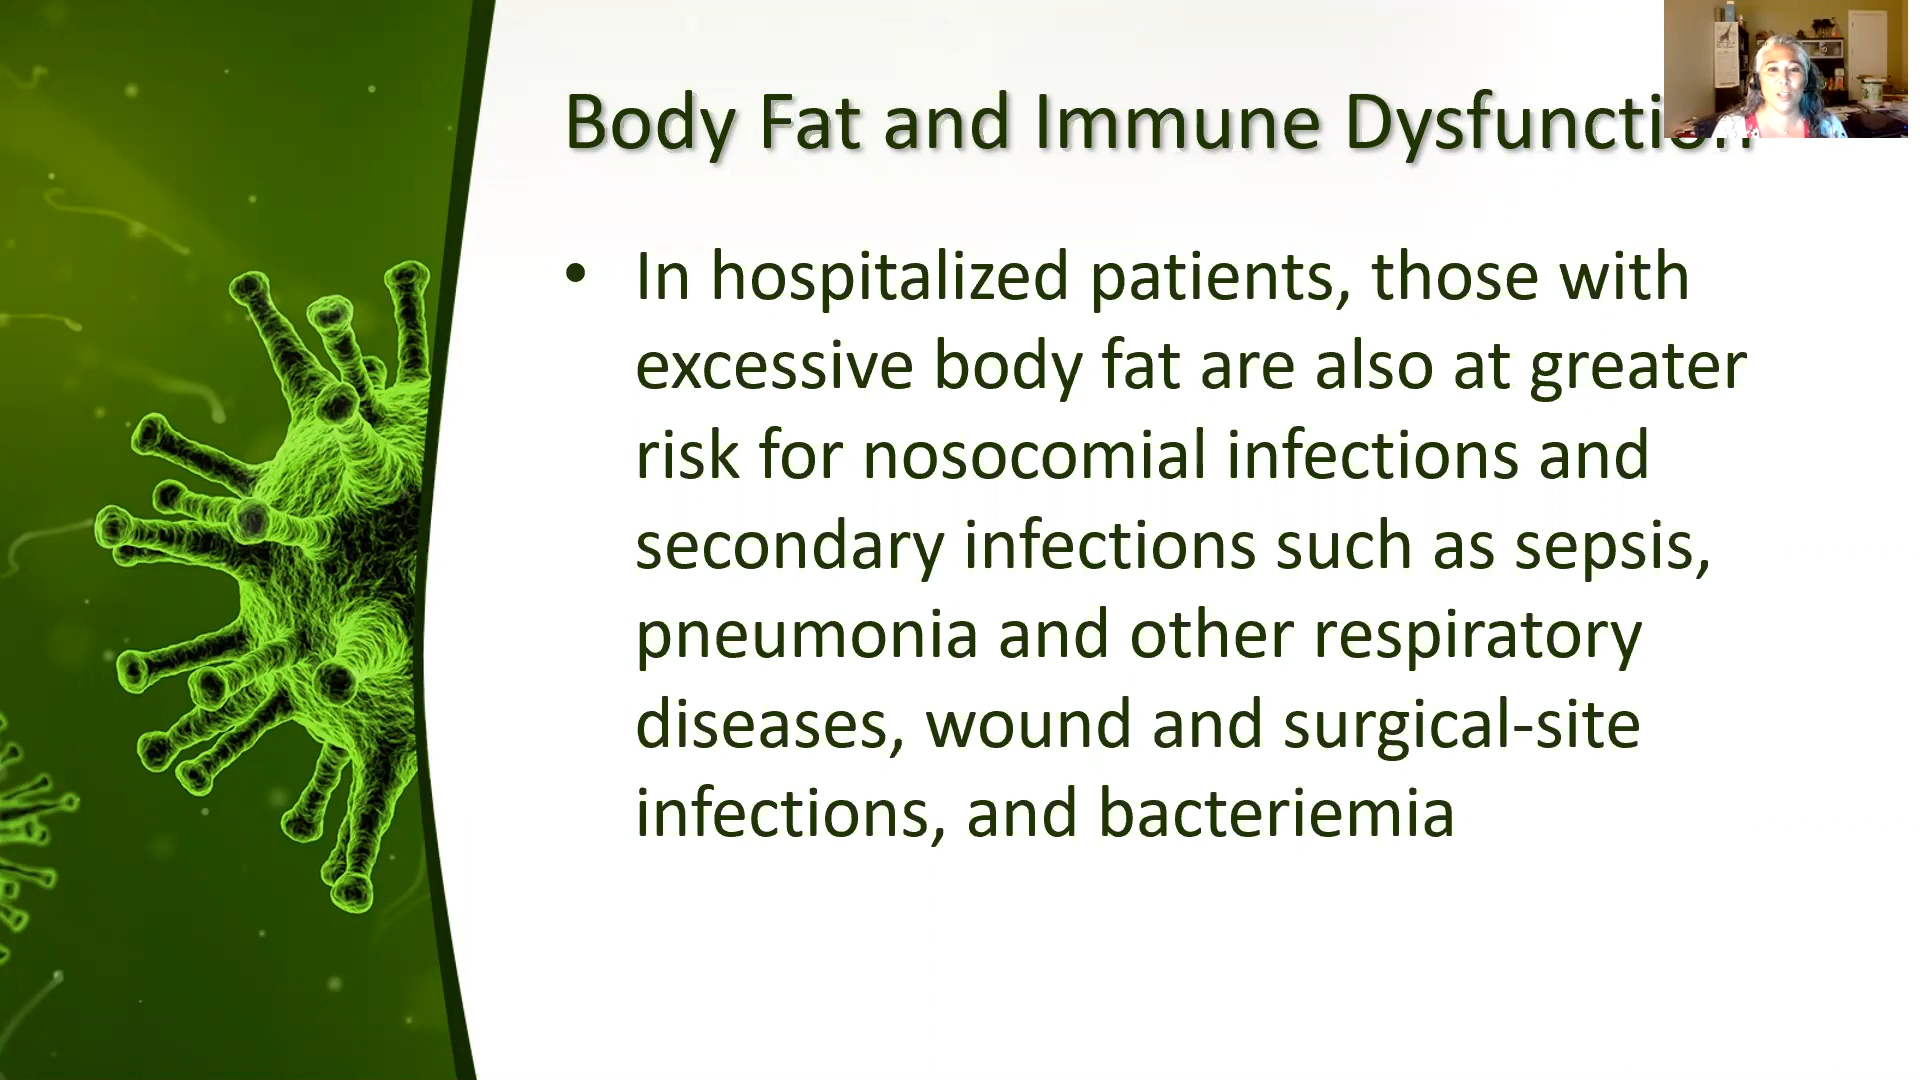 Body Fat and Immune Dysfunction
• In hospitalized patients, those with
excessive body fat are also at greater
risk for nosocomial infections and
secondary infections such as sepsis,
pneumonia and other respiratory
diseases, wound and surgical-site
infections, and bacteriemia